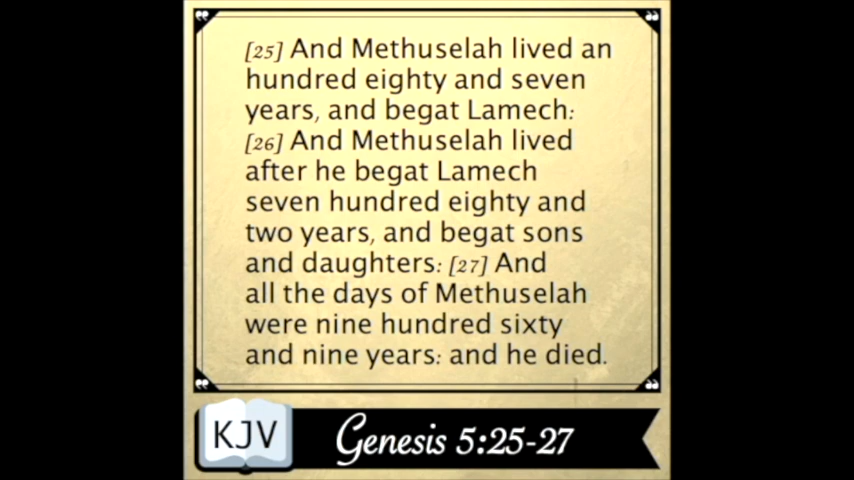 [25] And Methuselah lived an
hundred eighty and seven
years, and begat Lamech:
[26] And Methuselah lived
after he begat Lamech
seven hundred eighty and
two years, and begat sons
and daughters: [27] And
all the days of Methuselah
were nine hundred sixty
and nine years: and he died.
KJV
Genesis 5:25-27